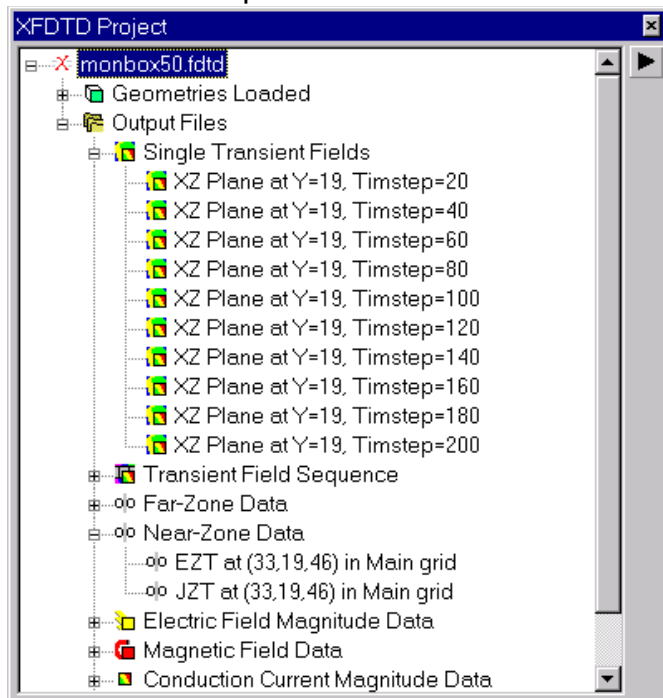 XFDTD Project
monbox50.fdtd
Geometries Loaded
Output Files
Single Transient Fields
XZ Plane at Y=19, Timstep=20
XZ Plane at Y=19, Timstep=40
XZ Plane at Y=19, Timstep=60
XZ Plane at Y=19, Timstep=80
XZ Plane at Y=19, Timstep=100
XZ Plane at Y=19, Timstep=120
XZ Plane at Y=19, Timstep=140
XZ Plane at Y=19, Timstep=160
XZ Plane at Y=19, Timstep=180
XZ Plane at Y=19, Timstep=200
Transient Field Sequence
Far-Zone Data
Near-Zone Data
EZT at (33,19,46) in Main grid
JZT at (33,19,46) in Main grid
Electric Field Magnitude Data
Magnetic Field Data
Conduction Current Magnitude Data